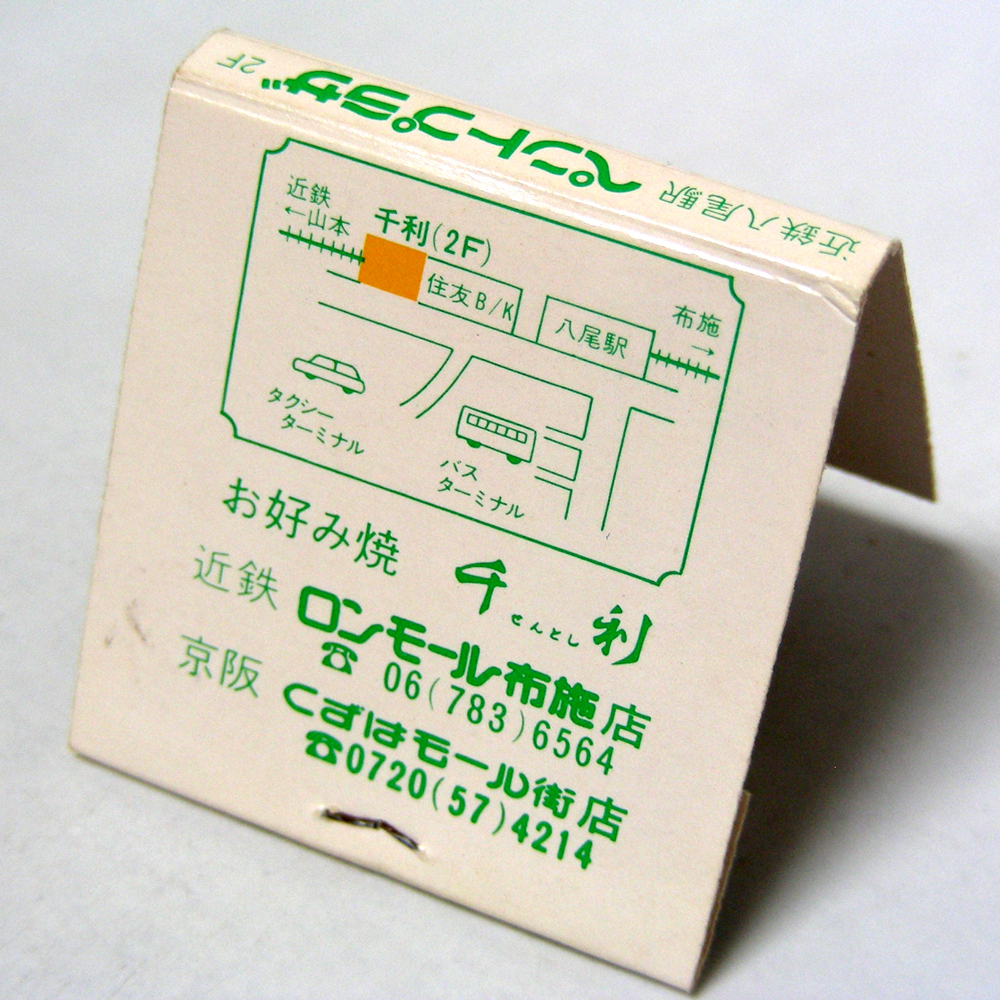 近鉄八尾駅 ペントプラザ 2F
近鉄
←山本
千利(2F)
住友B/K
八尾駅
布施
→
タクシー
ターミナル
バス
ターミナル
お好み焼 千利
せんとし
近鉄 ロンモール布施店
☎ 06(783)6564
京阪 くずはモール街店
☎0720(57)4214